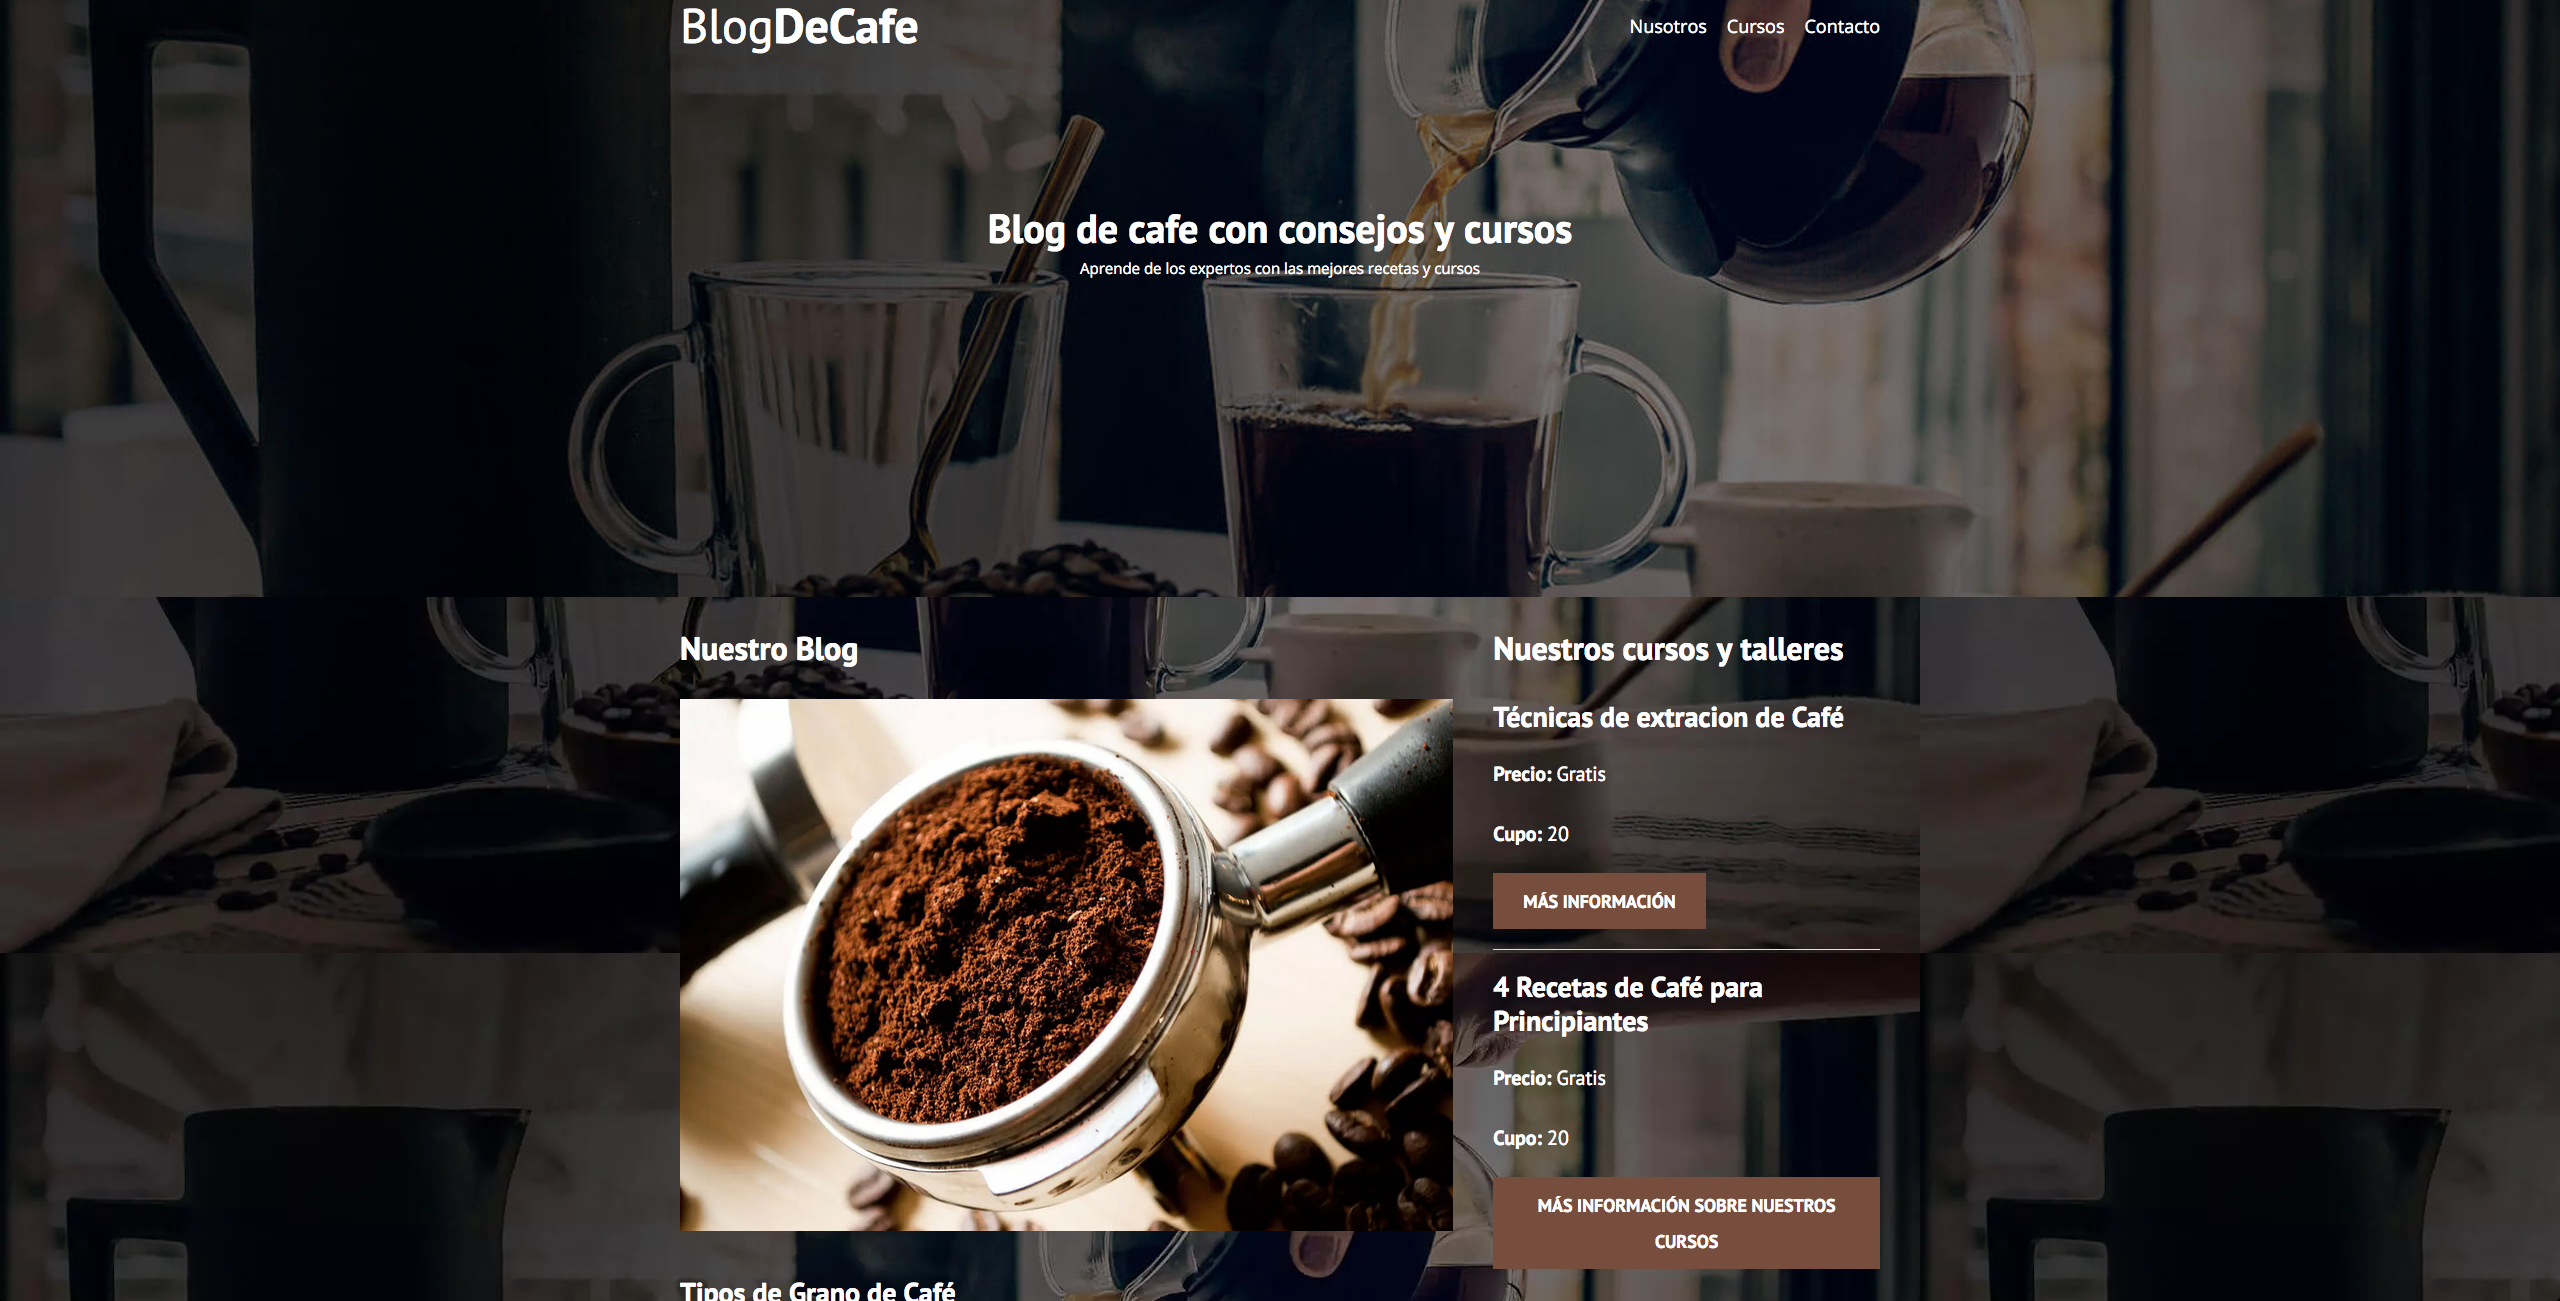 BlogDeCafe
Nusotros Cursos Contacto
Blog de cafe con consejos y cursos
Aprende de los expertos con las mejores recetas y cursos
Nuestro Blog
Tipos de Grano de Café
Nuestros cursos y talleres
Técnicas de extracion de Café
Precio: Gratis
Cupo: 20
MÁS INFORMACIÓN
4 Recetas de Café para
Principiantes
Precio: Gratis
Cupo: 20
MÁS INFORMACIÓN SOBRE NUESTROS
CURSOS